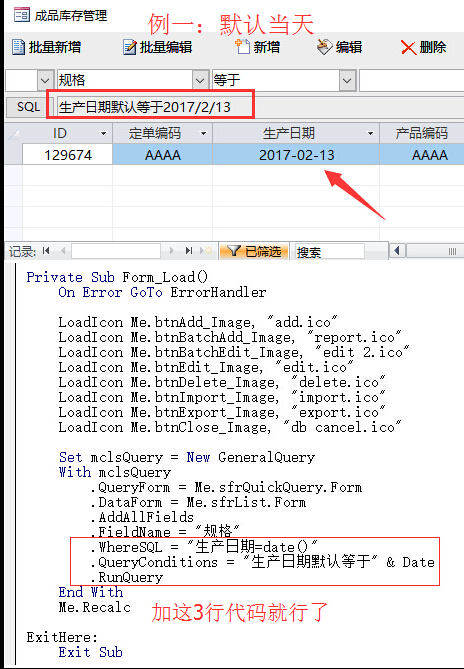 成品库存管理
例一：默认当天
批量新增 批量编辑 新增 编辑 删除
规格 等于
SQL 生产日期默认等于2017/2/13
ID 定单编码 生产日期 产品编码
129674 AAAA 2017-02-13 AAAA
记录: 已筛选 搜索
Private Sub Form_Load()
On Error GoTo ErrorHandler
LoadIcon Me.btnAdd_Image, "add.ico"
LoadIcon Me.btnBatchAdd_Image, "report.ico"
LoadIcon Me.btnBatchEdit_Image, "edit 2.ico"
LoadIcon Me.btnEdit_Image, "edit.ico"
LoadIcon Me.btnDelete_Image, "delete.ico"
LoadIcon Me.btnImport_Image, "import.ico"
LoadIcon Me.btnExport_Image, "export.ico"
LoadIcon Me.btnClose_Image, "db cancel.ico"
Set mclsQuery = New GeneralQuery
With mclsQuery
.QueryForm = Me.sfrQuickQuery.Form
.DataForm = Me.sfrList.Form
.AddAllFields
.FieldName = "规格"
.WhereSQL = "生产日期=date()"
.QueryConditions = "生产日期默认等于" & Date
.RunQuery
End With
Me.Recalc
加这3行代码就行了
ExitHere:
Exit Sub